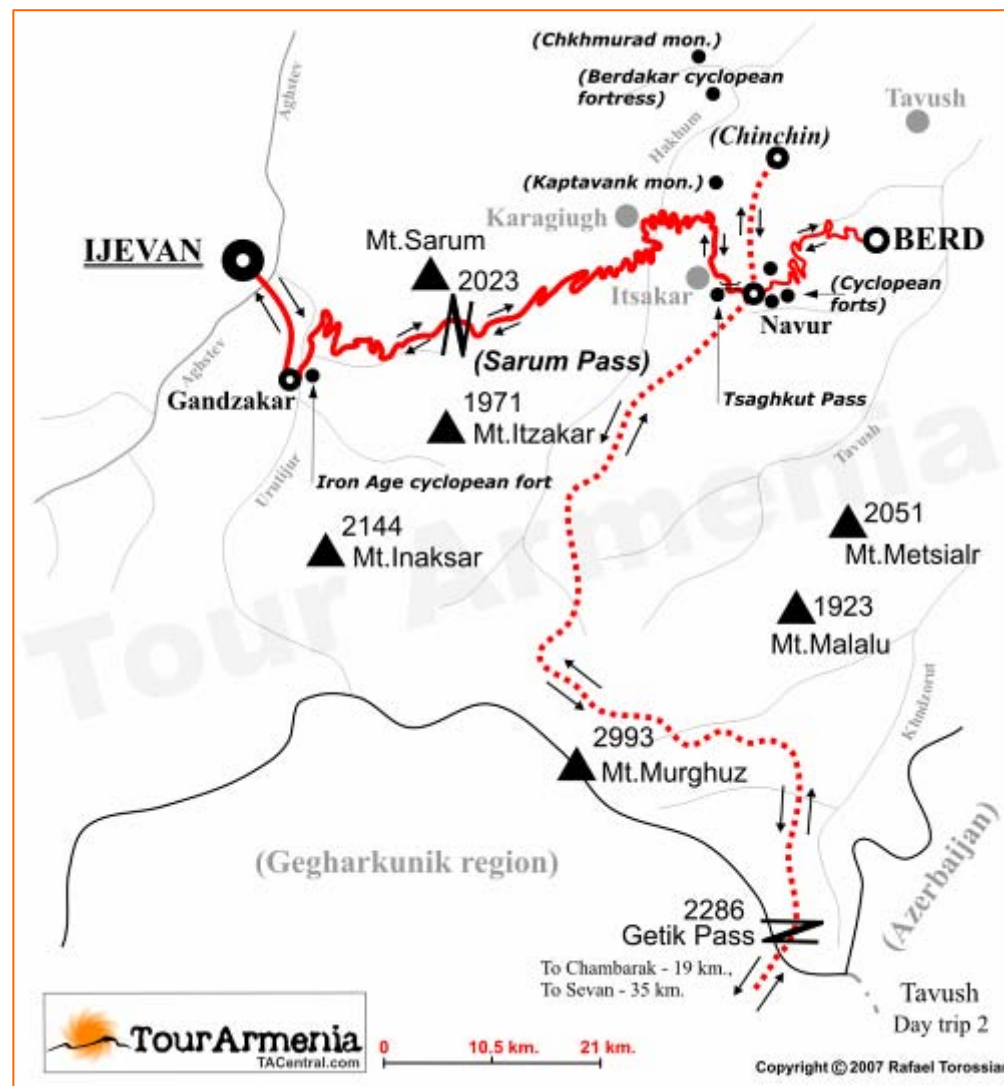 (Chkhmurad mon.)
(Berdakar cyclopean
fortress)
Aghstev
Tavush
Hakhum
(Chinchin)
(Kaptavank mon.)
Karagiugh
IJEVAN
Mt.Sarum
2023
BERD
Itsakar
(Cyclopean
forts)
Navur
Aghstev
(Sarum Pass)
Gandzakar
1971
Mt.Itzakar
Tsaghkut Pass
Tavush
Urutijur
Iron Age cyclopean fort
2144
Mt.Inaksar
2051
Mt.Metsialr
1923
Mt.Malalu
Tour Armenia
Khndzorut
2993
Mt.Murghuz
(Gegharkunik region)
(Azerbaijan)
2286
Getik Pass
To Chambarak - 19 km.,
To Sevan - 35 km.
Tavush
Day trip 2
TourArmenia
TACentral.com
0 10,5 km. 21 km.
Copyright © 2007 Rafael Torossian